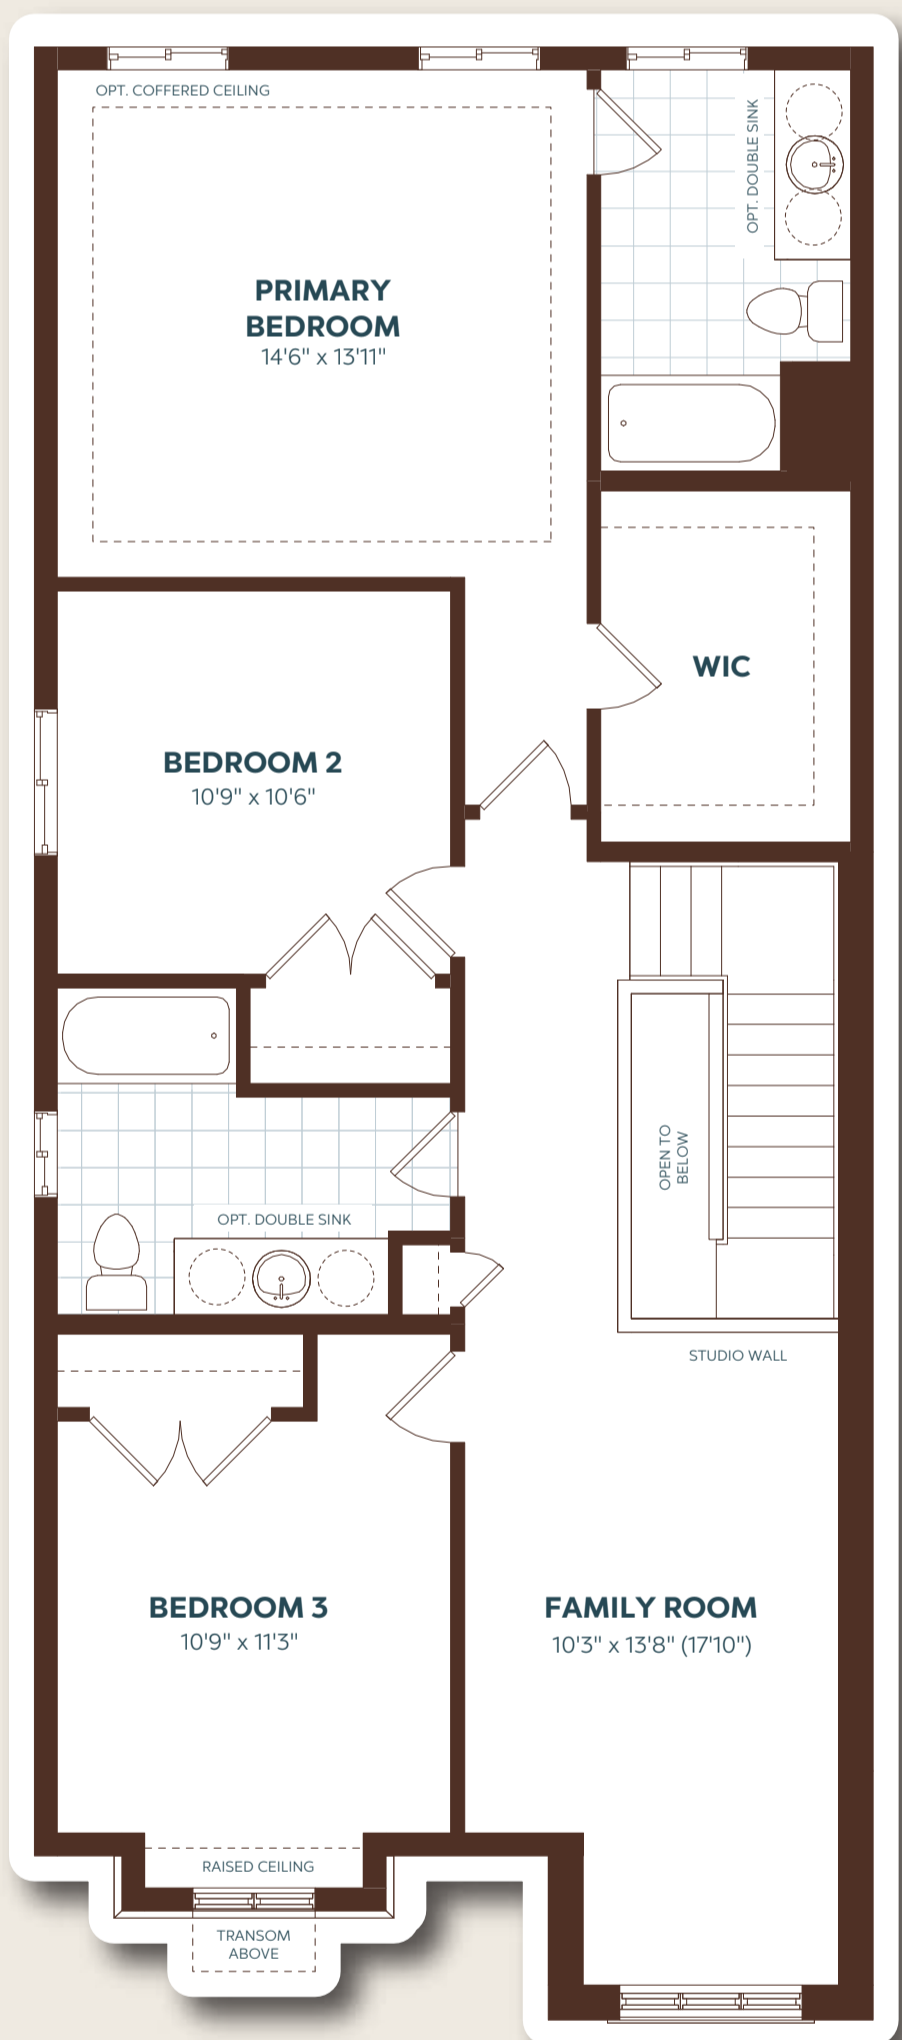 OPT. COFFERED CEILING
OPT. DOUBLE SINK
PRIMARY
BEDROOM
14'6" x 13'11"
WIC
BEDROOM 2
10'9" x 10'6"
OPEN TO
BELOW
OPT. DOUBLE SINK
STUDIO WALL
BEDROOM 3
10'9" x 11'3"
FAMILY ROOM
10'3" x 13'8" (17'10")
RAISED CEILING
TRANSOM
ABOVE